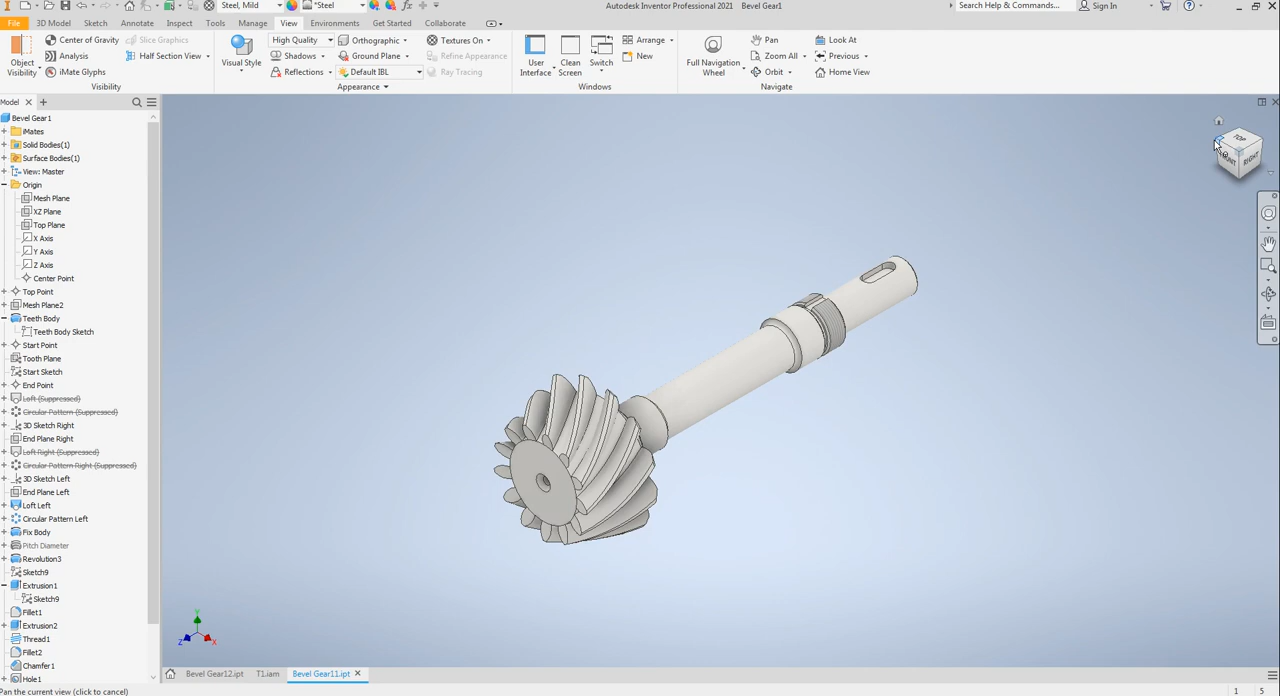 Steel, Mild
*Steel
Autodesk Inventor Professional 2021 Bevel Gear1
Search Help & Commands...
Sign In
File 3D Model Sketch Annotate Inspect Tools Manage View Environments Get Started Collaborate
Object Visibility
Center of Gravity
Slice Graphics
Analysis
Half Section View
iMate Glyphs
Visibility
Visual Style
High Quality
Orthographic
Textures On
Shadows
Ground Plane
Refine Appearance
Reflections
Default IBL
Ray Tracing
Appearance
User Interface
Clean Screen
Switch
Arrange
New
Windows
Full Navigation Wheel
Pan
Look At
Zoom All
Previous
Orbit
Home View
Navigate
Model
Bevel Gear1
iMates
Solid Bodies(1)
Surface Bodies(1)
View: Master
Origin
Mesh Plane
XZ Plane
Top Plane
X Axis
Y Axis
Z Axis
Center Point
Top Point
Mesh Plane2
Teeth Body
Teeth Body Sketch
Start Point
Tooth Plane
Start Sketch
End Point
Loft (Suppressed)
Circular Pattern (Suppressed)
3D Sketch Right
End Plane Right
Loft Right (Suppressed)
Circular Pattern Right (Suppressed)
3D Sketch Left
End Plane Left
Loft Left
Circular Pattern Left
Fix Body
Pitch Diameter
Revolution3
Sketch9
Extrusion1
Sketch9
Fillet1
Extrusion2
Thread1
Fillet2
Chamfer1
Hole1
TOP
RIGHT
Y
Z
X
Bevel Gear12.ipt
T1.iam
Bevel Gear11.ipt
Pan the current view (click to cancel)
1 5